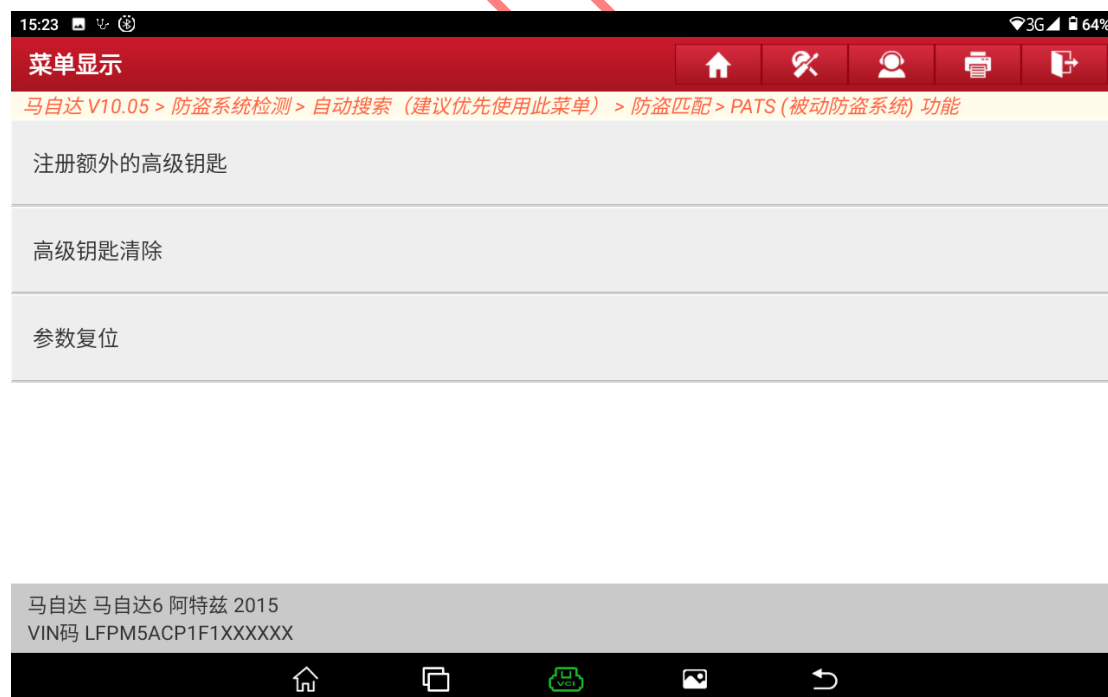 15:23 3G 64%
菜单显示
马自达 V10.05 > 防盗系统检测 > 自动搜索（建议优先使用此菜单） > 防盗匹配 > PATS (被动防盗系统) 功能
注册额外的高级钥匙
高级钥匙清除
参数复位
马自达 马自达6 阿特兹 2015
VIN码 LFPM5ACP1F1XXXXXX
VCI